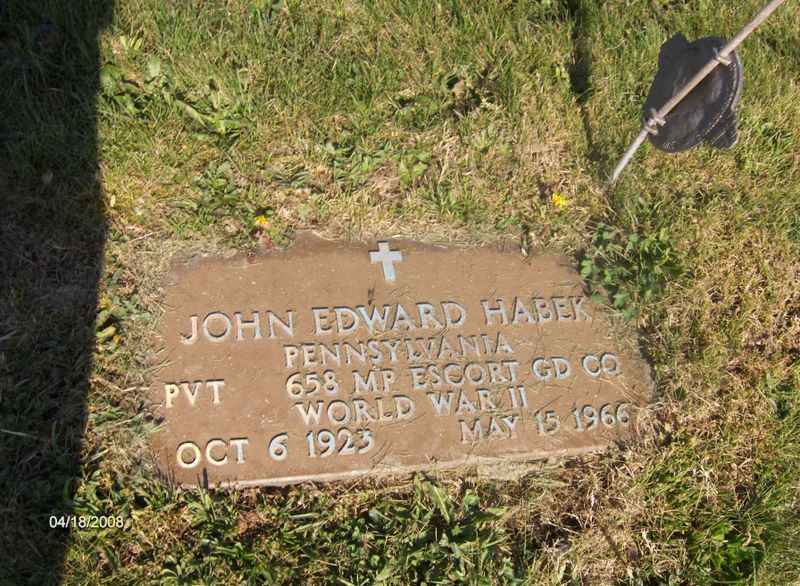 JOHN EDWARD HABEK
PENNSYLVANIA
PVT 658 MP ESCORT GD CO
WORLD WAR II
OCT 6 1923 MAY 15 1966
04/18/2008